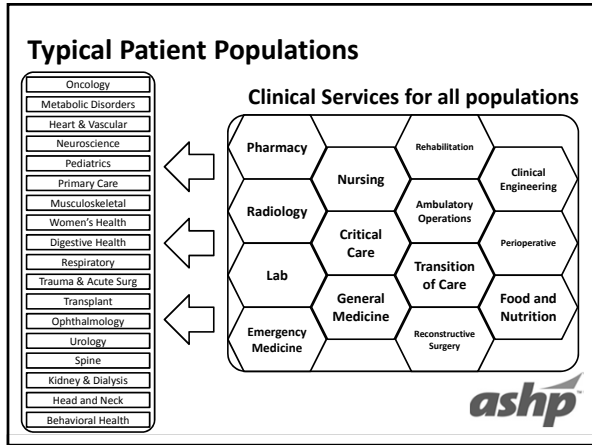 Typical Patient Populations
Oncology
Metabolic Disorders
Heart & Vascular
Neuroscience
Pediatrics
Primary Care
Musculoskeletal
Women's Health
Digestive Health
Respiratory
Trauma & Acute Surg
Transplant
Ophthalmology
Urology
Spine
Kidney & Dialysis
Head and Neck
Behavioral Health
Clinical Services for all populations
Pharmacy
Radiology
Lab
Emergency
Medicine
Nursing
Critical
Care
General
Medicine
Rehabilitation
Ambulatory
Operations
Transition
of Care
Reconstructive
Surgery
Clinical
Engineering
Perioperative
Food and
Nutrition
ashp